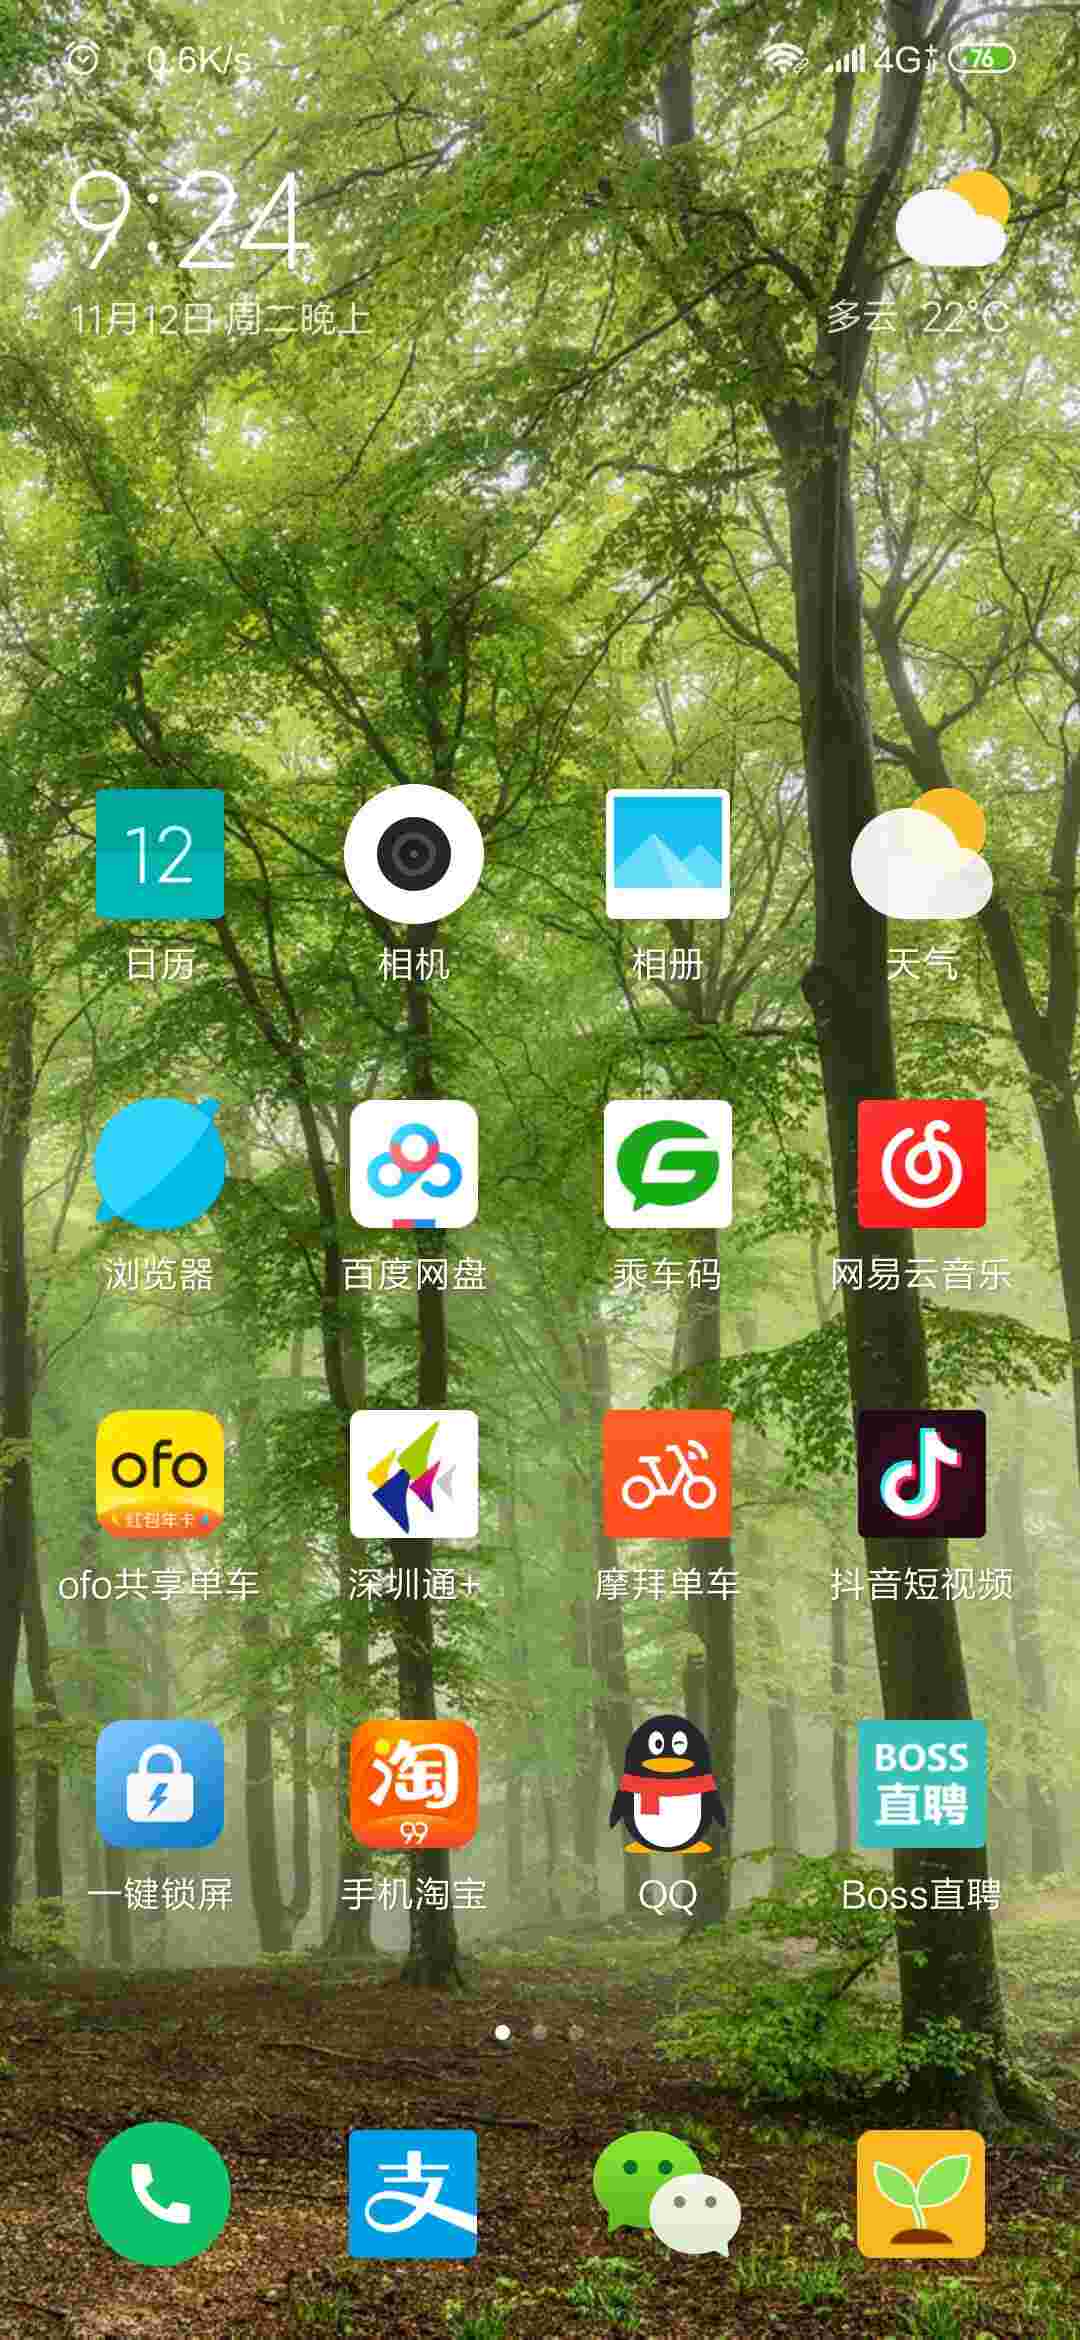 0.6K/s 4G+ 76
9:24
11月12日 周二晚上
多云 22°C
12
日历 相机 相册 天气
浏览器 百度网盘 乘车码 网易云音乐
ofo
红包年卡
ofo共享单车 深圳通+ 摩拜单车 抖音短视频
淘
99
BOSS
直聘
一键锁屏 手机淘宝 QQ Boss直聘
支